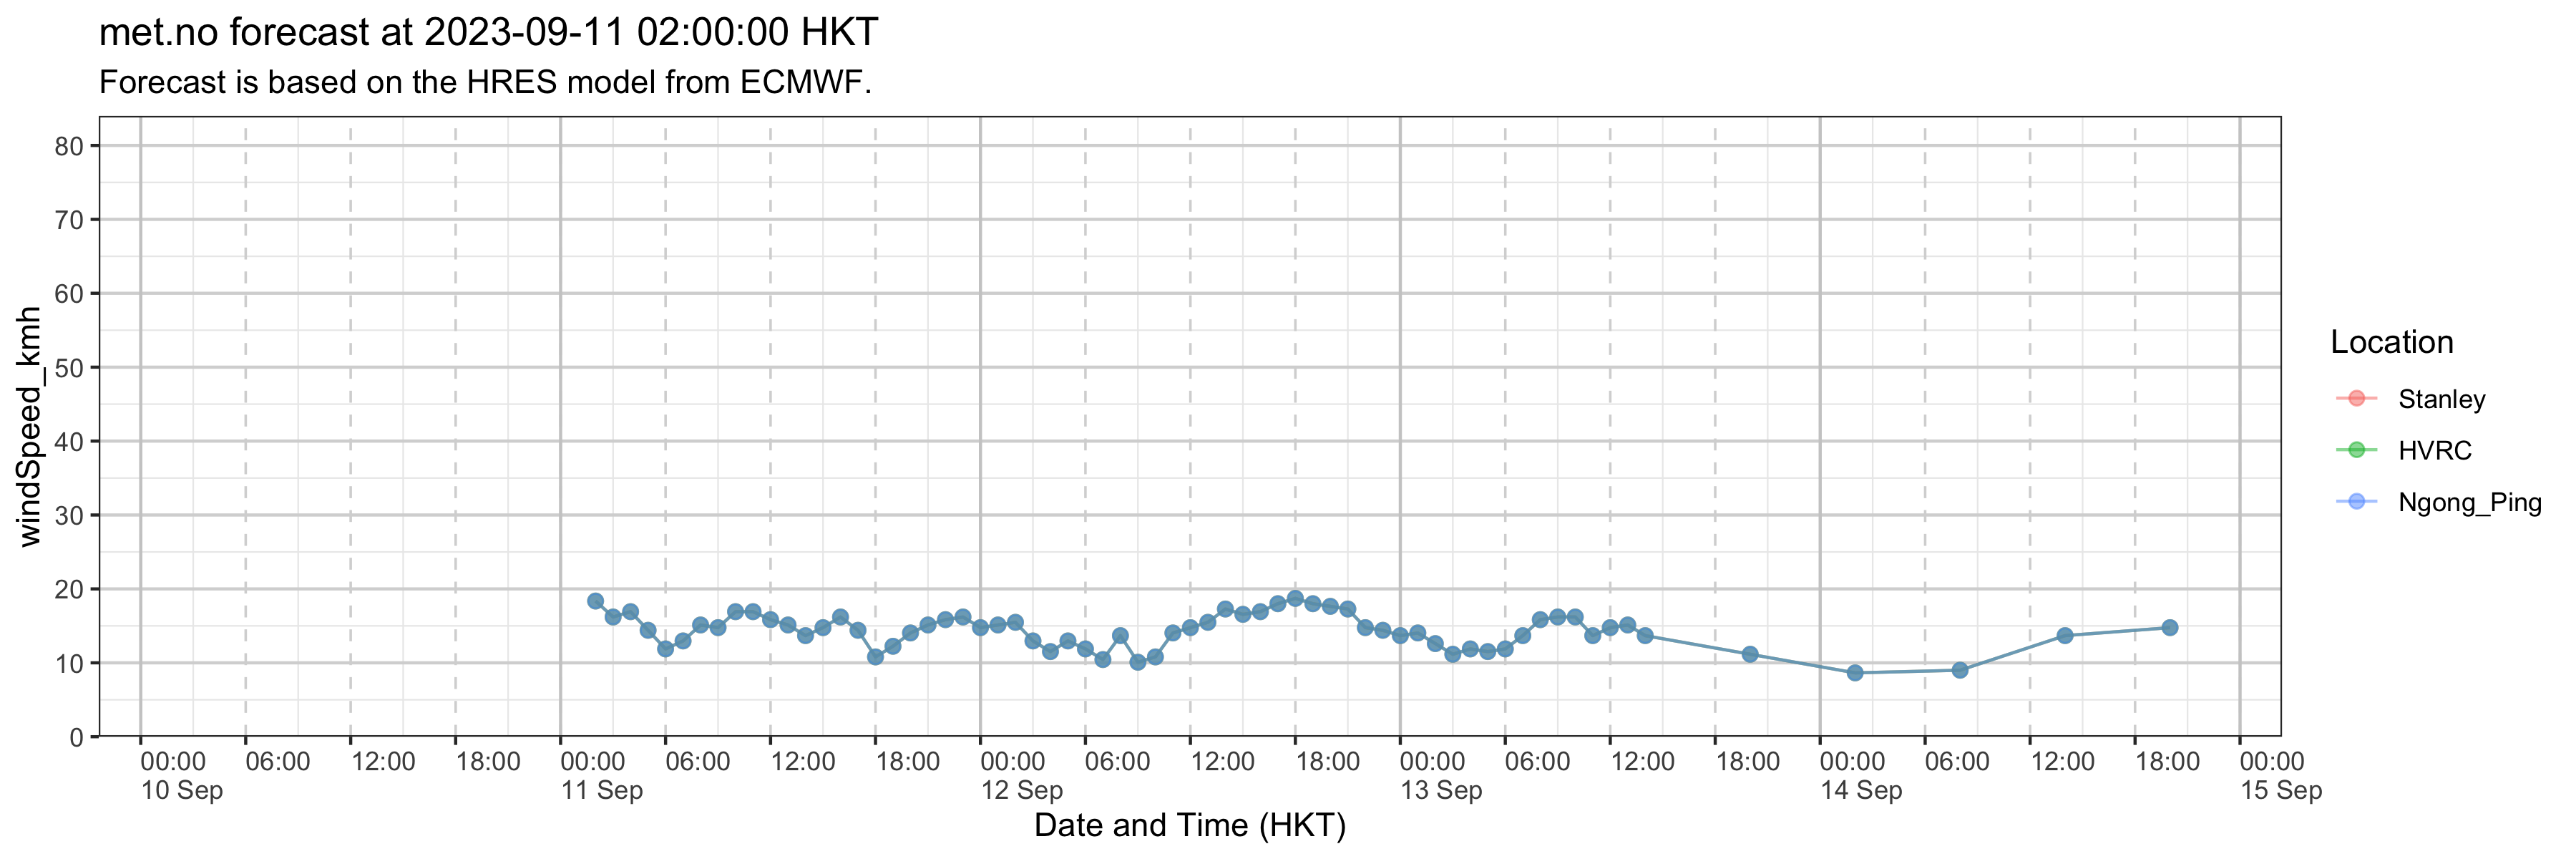 met.no forecast at 2023-09-11 02:00:00 HKT
Forecast is based on the HRES model from ECMWF.
windSpeed_kmh
80
70
60
50
40
30
20
10
0
00:00 06:00 12:00 18:00 00:00 06:00 12:00 18:00 00:00 06:00 12:00 18:00 00:00 06:00 12:00 18:00 00:00 06:00 12:00 18:00 00:00
10 Sep 11 Sep 12 Sep 13 Sep 14 Sep 15 Sep
Date and Time (HKT)
Location
Stanley
HVRC
Ngong_Ping